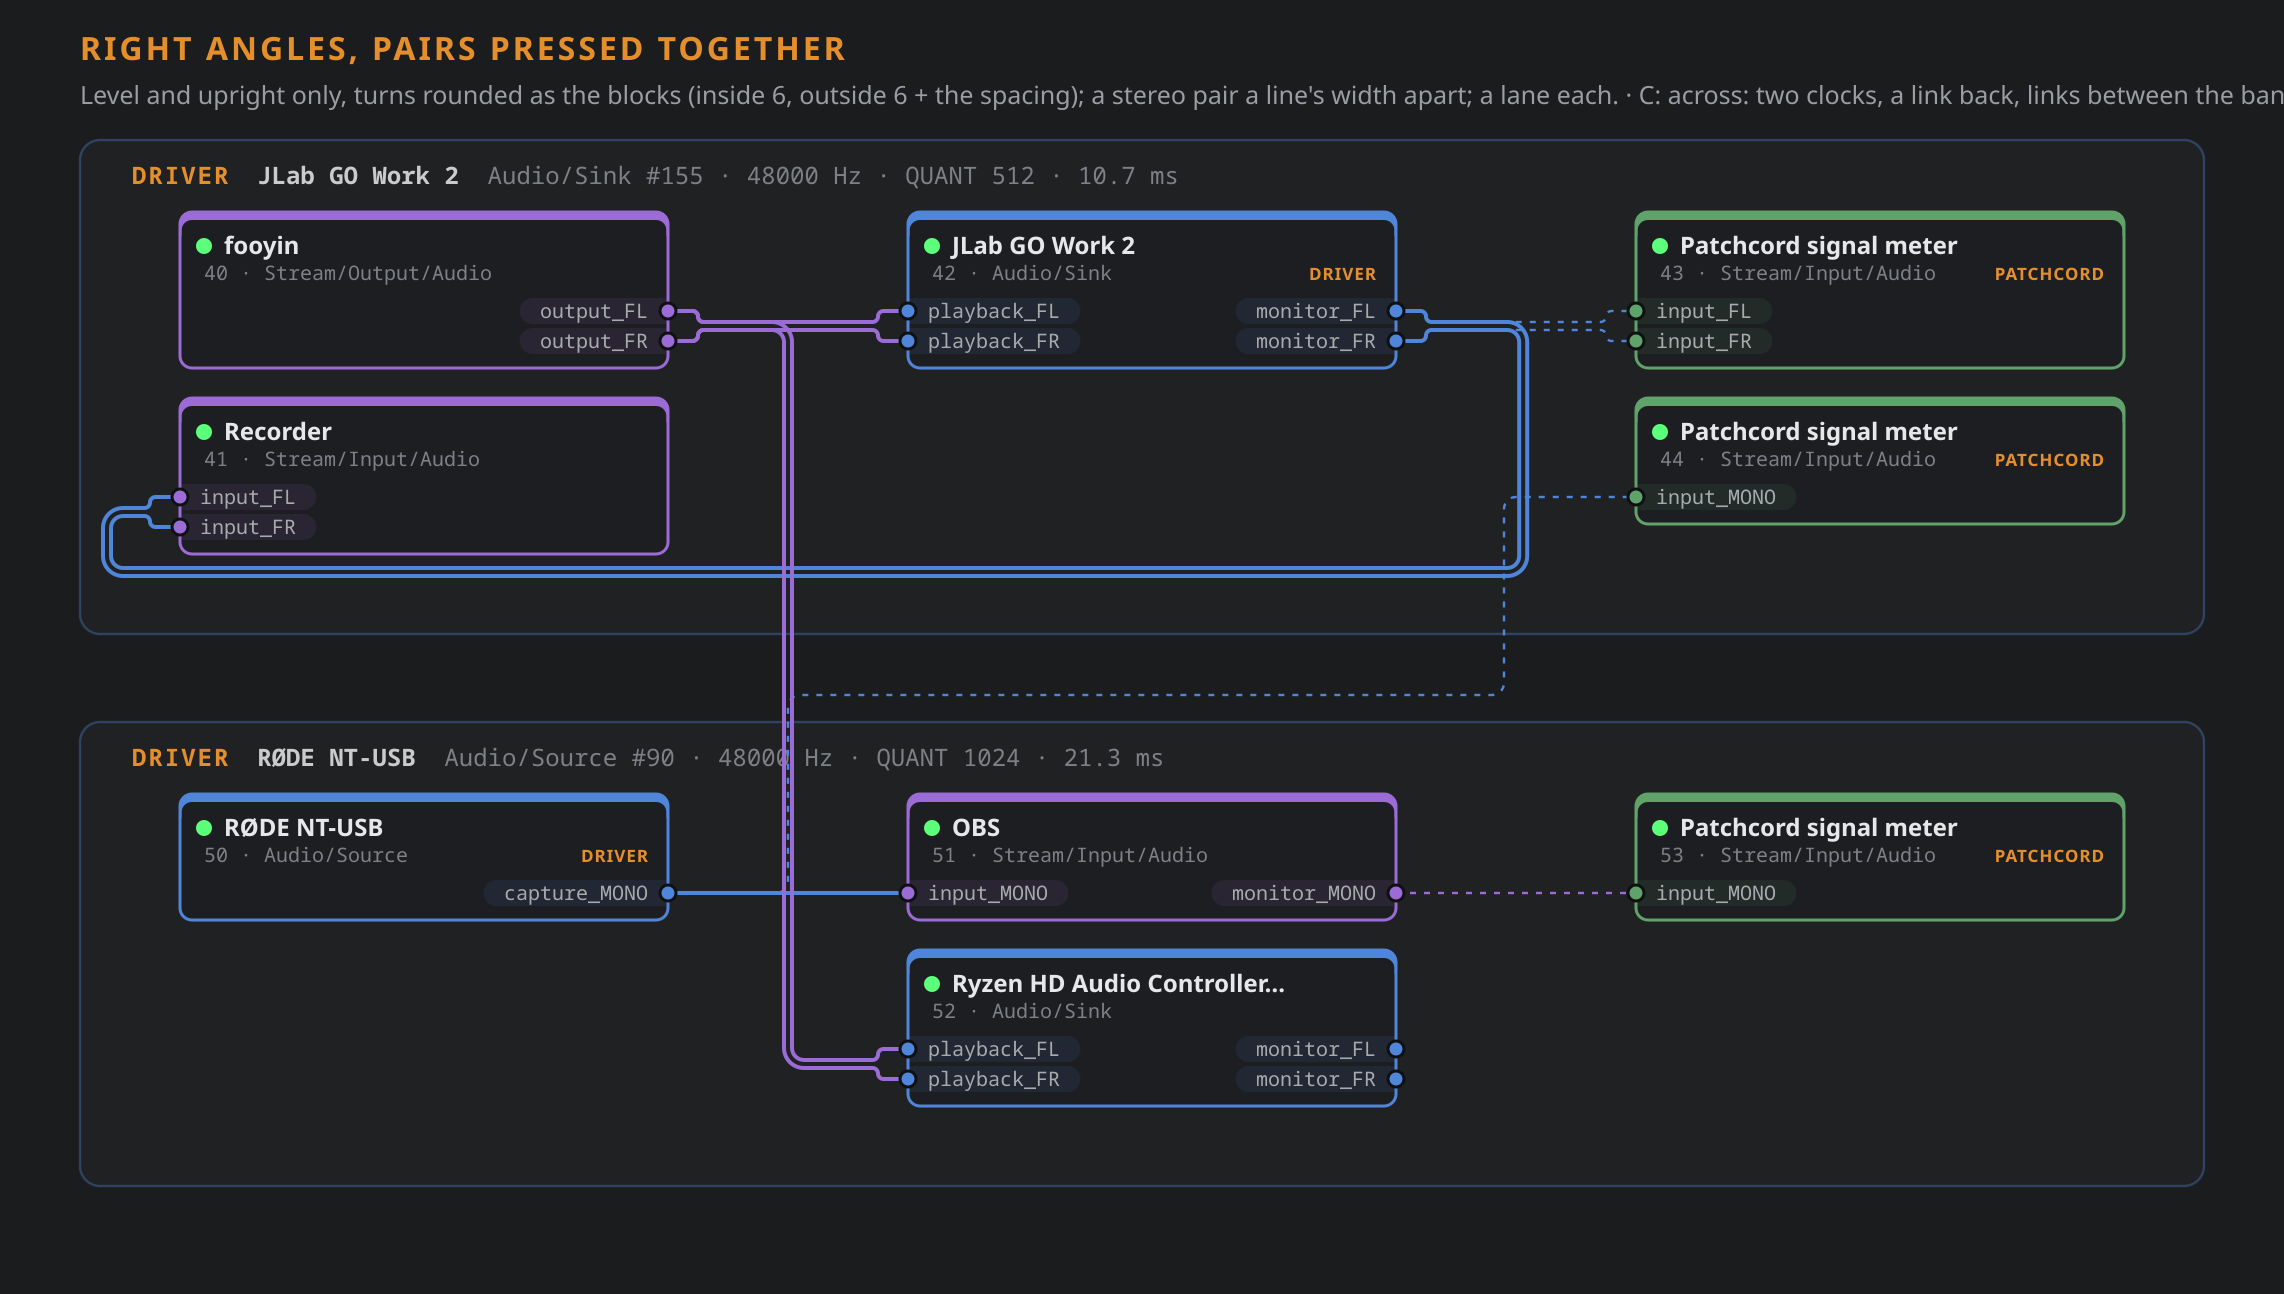 RIGHT ANGLES, PAIRS PRESSED TOGETHER
Level and upright only, turns rounded as the blocks (inside 6, outside 6 + the spacing); a stereo pair a line's width apart; a lane each. · C: across: two clocks, a link back, links between the ban
DRIVER JLab GO Work 2 Audio/Sink #155 · 48000 Hz · QUANT 512 · 10.7 ms
fooyin
40 · Stream/Output/Audio
output_FL
output_FR
JLab GO Work 2
42 · Audio/Sink DRIVER
playback_FL monitor_FL
playback_FR monitor_FR
Patchcord signal meter
43 · Stream/Input/Audio PATCHCORD
input_FL
input_FR
Recorder
41 · Stream/Input/Audio
input_FL
input_FR
Patchcord signal meter
44 · Stream/Input/Audio PATCHCORD
input_MONO
DRIVER RØDE NT-USB Audio/Source #90 · 48000 Hz · QUANT 1024 · 21.3 ms
RØDE NT-USB
50 · Audio/Source DRIVER
capture_MONO
OBS
51 · Stream/Input/Audio
input_MONO monitor_MONO
Patchcord signal meter
53 · Stream/Input/Audio PATCHCORD
input_MONO
Ryzen HD Audio Controller…
52 · Audio/Sink
playback_FL monitor_FL
playback_FR monitor_FR